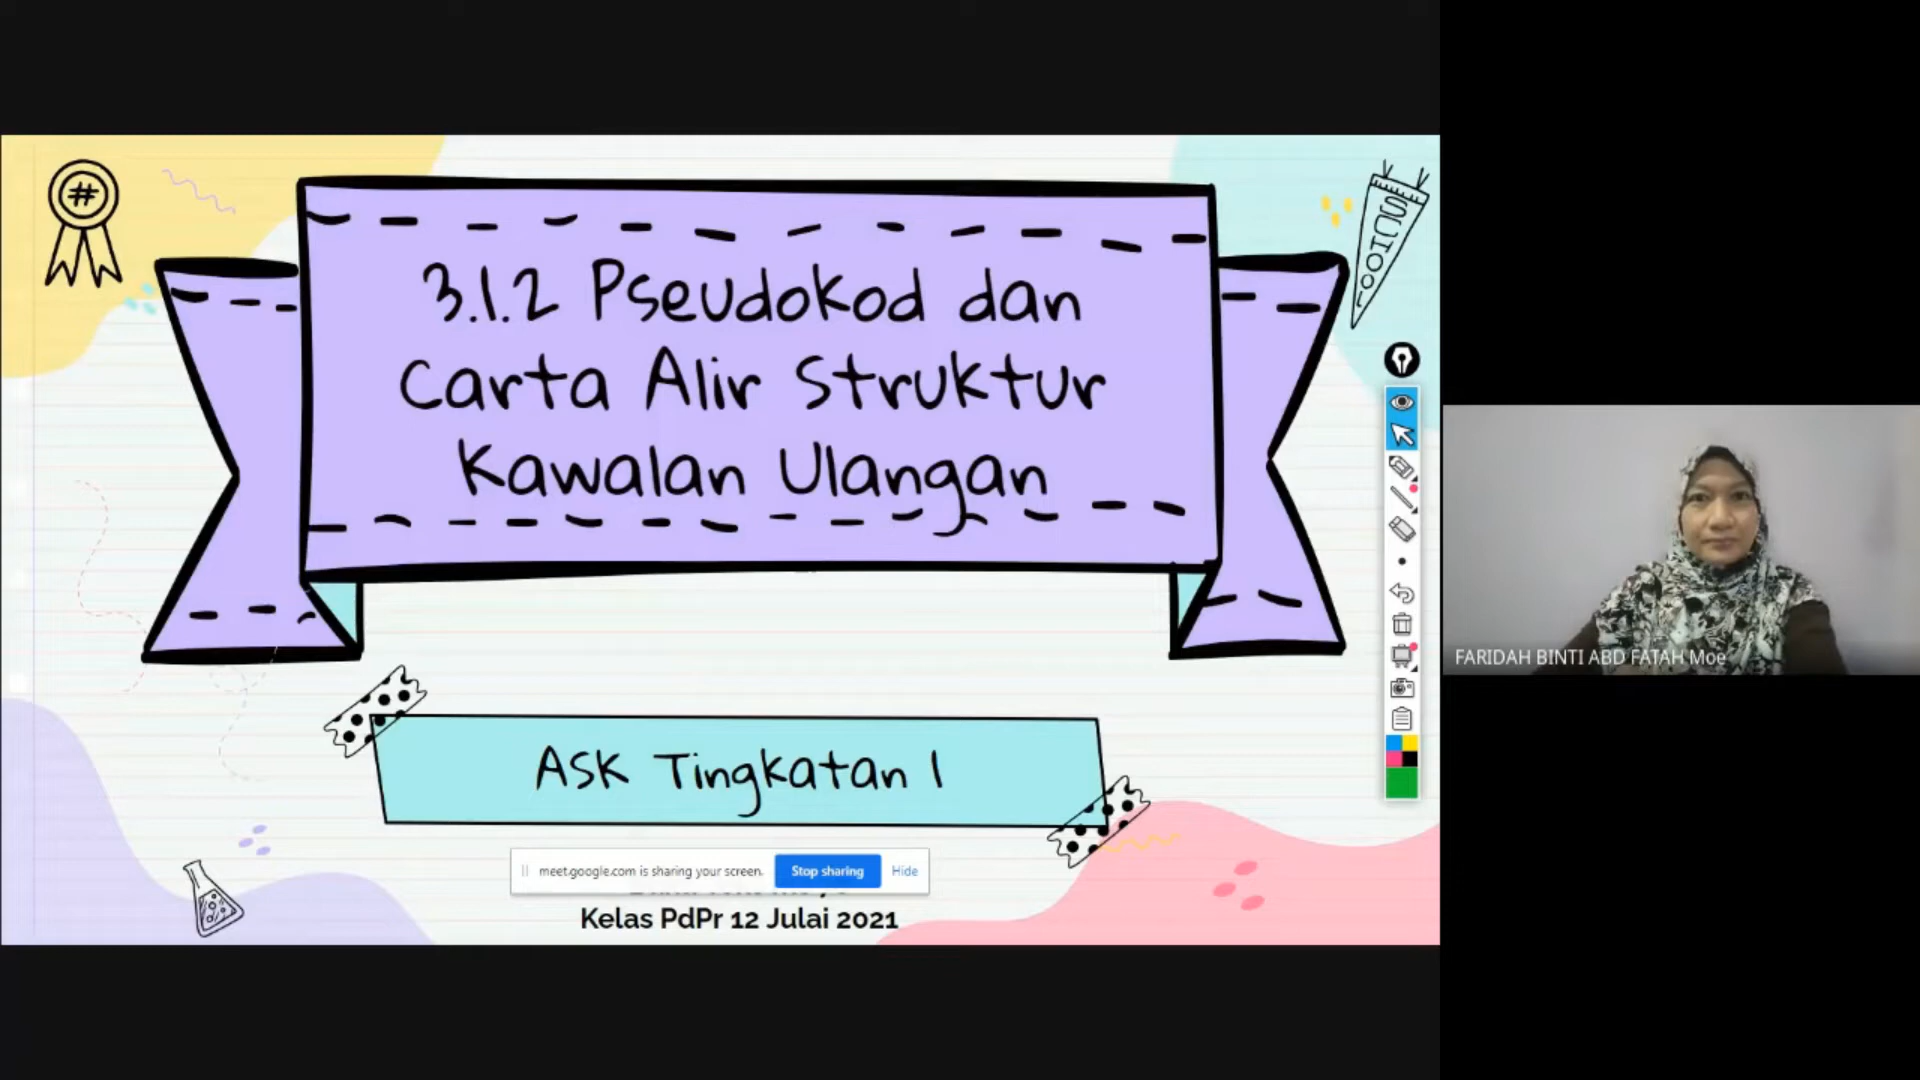 #
SCHOOL
3.1.2 Pseudokod dan
Carta Alir Struktur
Kawalan Ulangan
ASK Tingkatan 1
meet.google.com is sharing your screen.
Stop sharing
Hide
Kelas PdPr 12 Julai 2021
FARIDAH BINTI ABD FATAH Moe